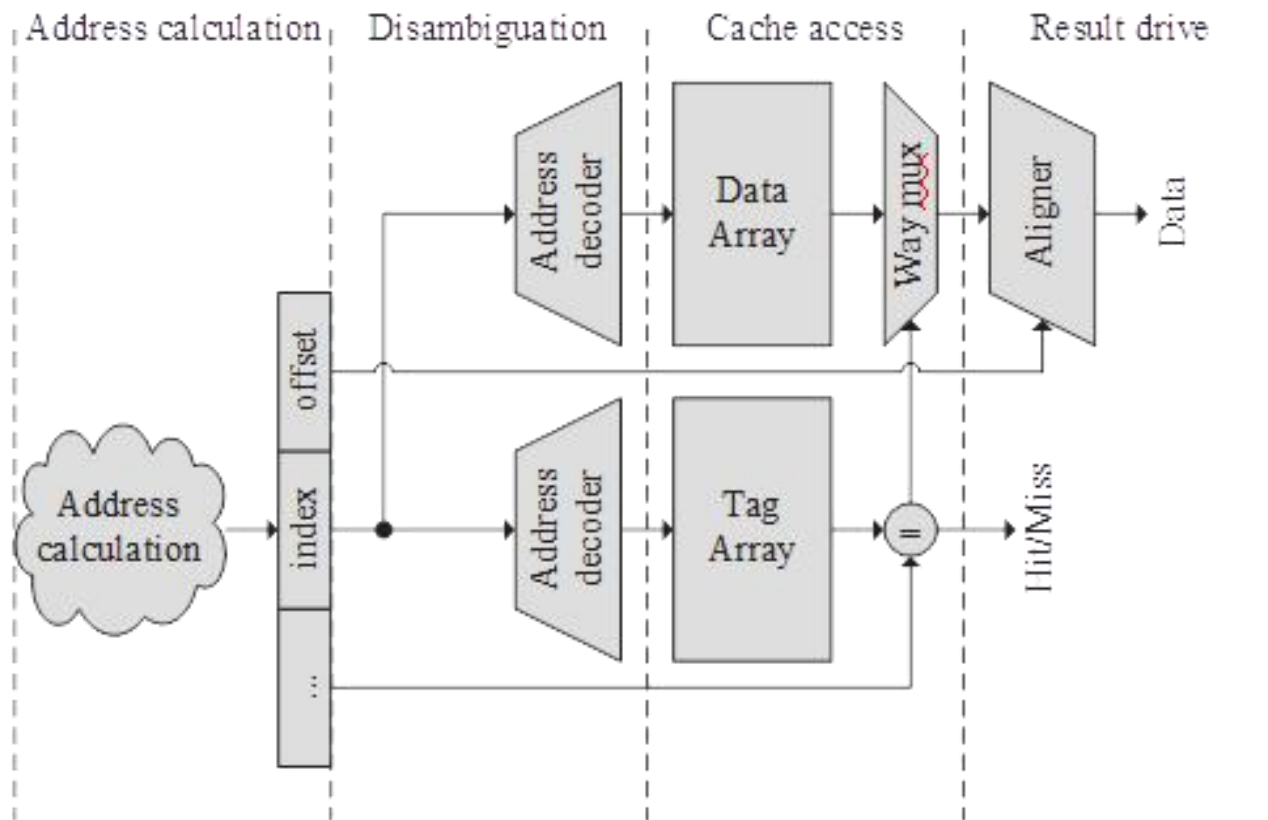 Address calculation
Disambiguation
Cache access
Result drive
Address
decoder
Data
Array
Way mux
Aligner
Data
offset
index
...
Address
calculation
Address
decoder
Tag
Array
=
Hit/Miss